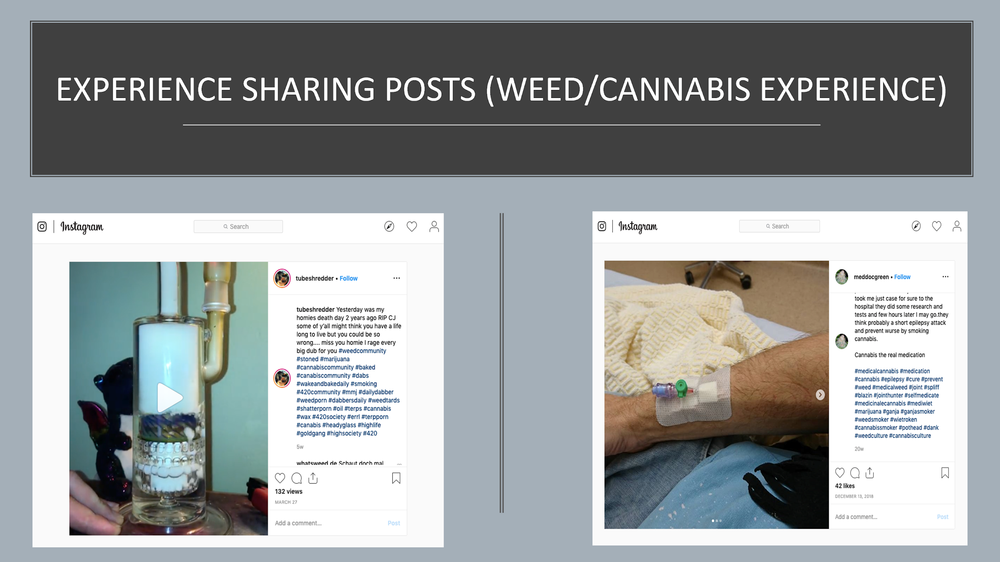 EXPERIENCE SHARING POSTS (WEED/CANNABIS EXPERIENCE)
Instagram
Search
tubeshredder • Follow
tubeshredder Yesterday was my
homies death day 2 years ago RIP CJ
some of y'all might think you have a life
long to live but you could be so
wrong.... miss you homie I rage every
big dub for you #weedcommunity
#stoned #marijuana
#cannabiscommunity #baked
#canabiscommunity #dabs
#wakeandbakedaily #smoking
#420community #mmj #dailydabber
#weedporn #dabbersdaily #weedtards
#shatterporn #oil #terps #cannabis
#wax #420society #errl #terpporn
#canabis #headyglass #highlife
#goldgang #highsociety #420
5w
whatsweed.de Schaut doch mal
132 views
MARCH 27
Add a comment...
Post
Instagram
Search
meddocgreen • Follow
took me just case for sure to the
hospital they did some research and
tests and few hours later I may go.they
think probably a short epilepsy attack
and prevent wurse by smoking
cannabis.
Cannabis the real medication
#medicalcannabis #medication
#cannabis #epilepsy #cure #prevent
#weed #medicalweed #joint #spliff
#blazin #jointhunter #selfmedicate
#medicinalecannabis #mediwiet
#marijuana #ganja #ganjasmoker
#weedsmoker #wietroken
#cannabissmoker #pothead #dank
#weedculture #cannabisculture
20w
42 likes
DECEMBER 13, 2018
Add a comment...
Post